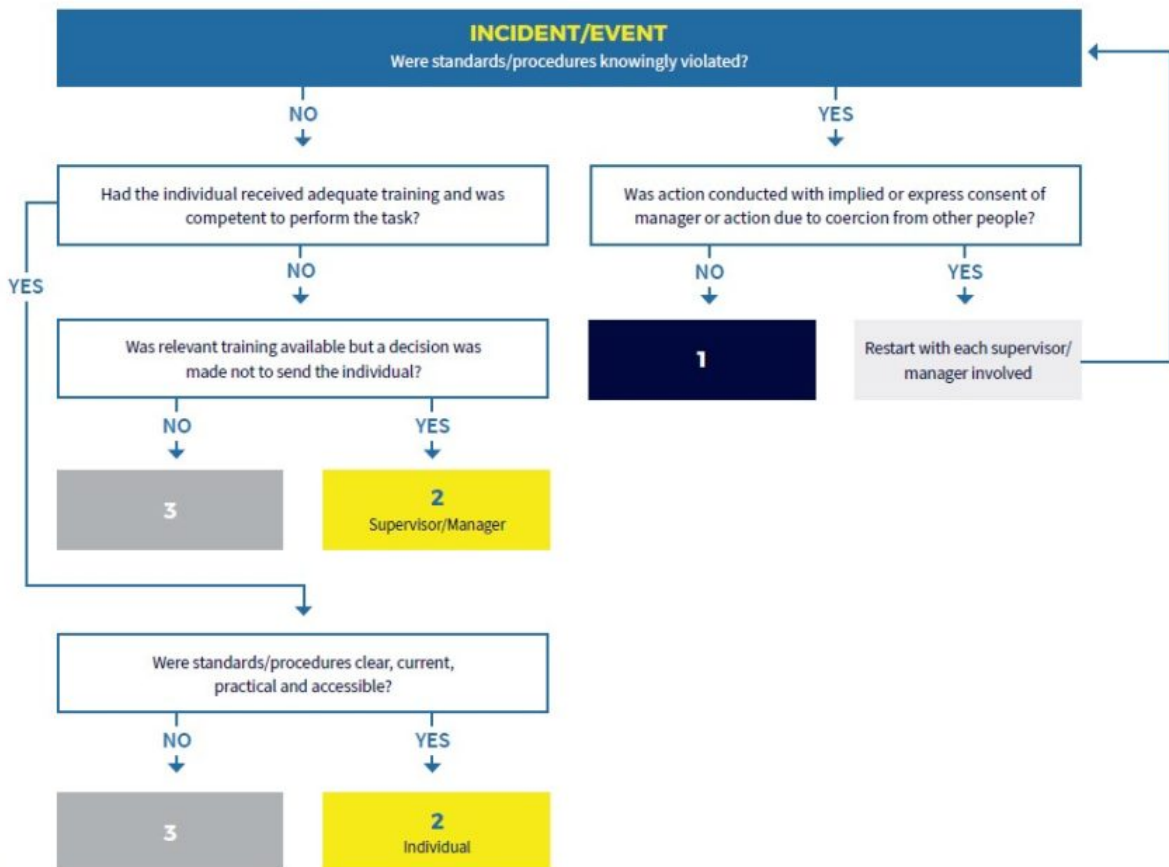 INCIDENT/EVENT
Were standards/procedures knowingly violated?
NO
YES
Had the individual received adequate training and was
competent to perform the task?
Was action conducted with implied or express consent of
manager or action due to coercion from other people?
YES
NO
NO
YES
Was relevant training available but a decision was
made not to send the individual?
1
Restart with each supervisor/
manager involved
NO
YES
3
2
Supervisor/Manager
Were standards/procedures clear, current,
practical and accessible?
NO
YES
3
2
Individual